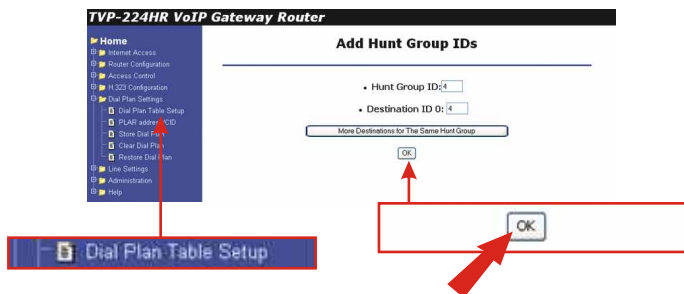 TVP-224HR VoIP Gateway Router
Home
Internet Access
Router Configuration
Access Control
H.323 Configuration
Dial Plan Settings
Dial Plan Table Setup
PLAR address/CID
Store Dial Plan
Clear Dial Plan
Restore Dial Plan
Line Settings
Administration
Help
Add Hunt Group IDs
• Hunt Group ID: 4
• Destination ID 0: 4
More Destinations for The Same Hunt Group
OK
OK
Dial Plan Table Setup